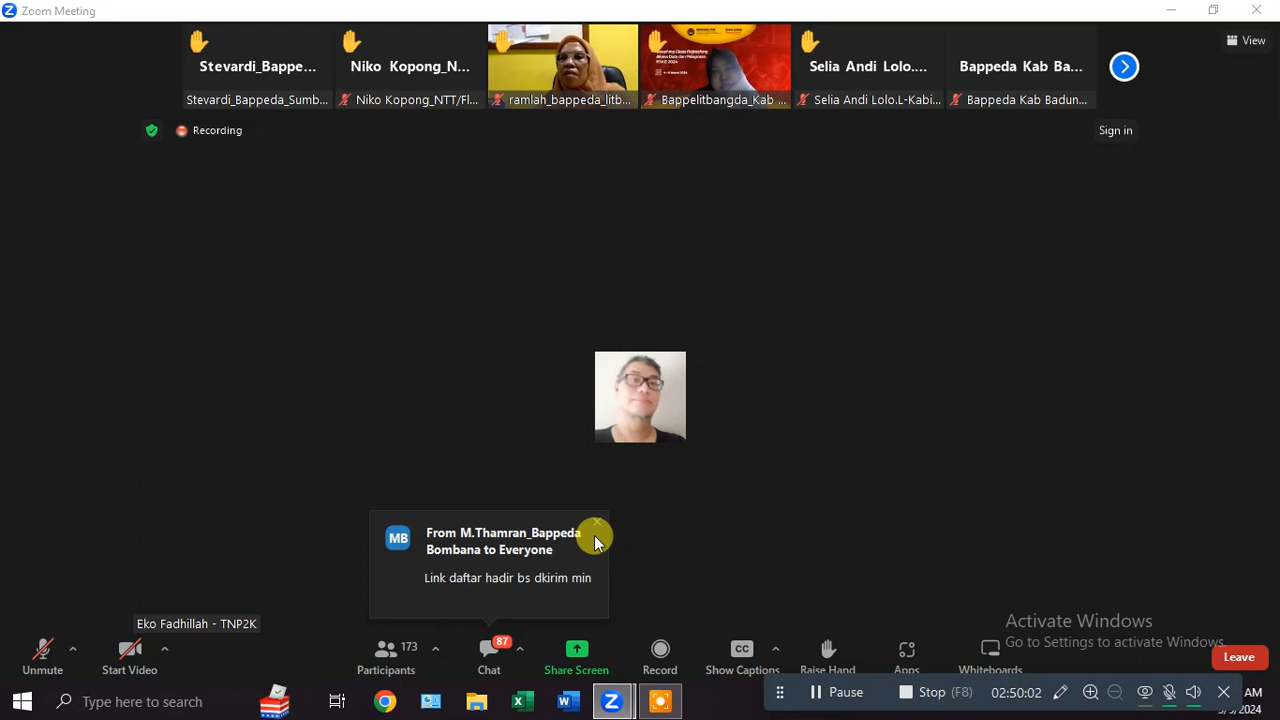 Zoom Meeting
Stevardi_Bappe...
Niko Kopong_N...
Selia Andi Lolo....
Bappeda Kab Ba...
View
Stevardi_Bappeda_Sumb...
Niko Kopong_NTT/Fl...
ramlah_bappeda_litb...
Bappelitbangda_Kab ...
Selia Andi Lolo.L-Kabi...
Bappeda Kab Badun...
Recording
Sign in
From M.Thamran_Bappeda
Bombana to Everyone
MB
Link daftar hadir bs dkirim min
Eko Fadhillah - TNP2K
Activate Windows
Go to Settings to activate Windows.
173
87
CC
Unmute
Start Video
Participants
Chat
Share Screen
Record
Show Captions
Raise Hand
Apps
Whiteboards
Leave
Type here to search
Pause
Stop (F8)
02:50:02
AM